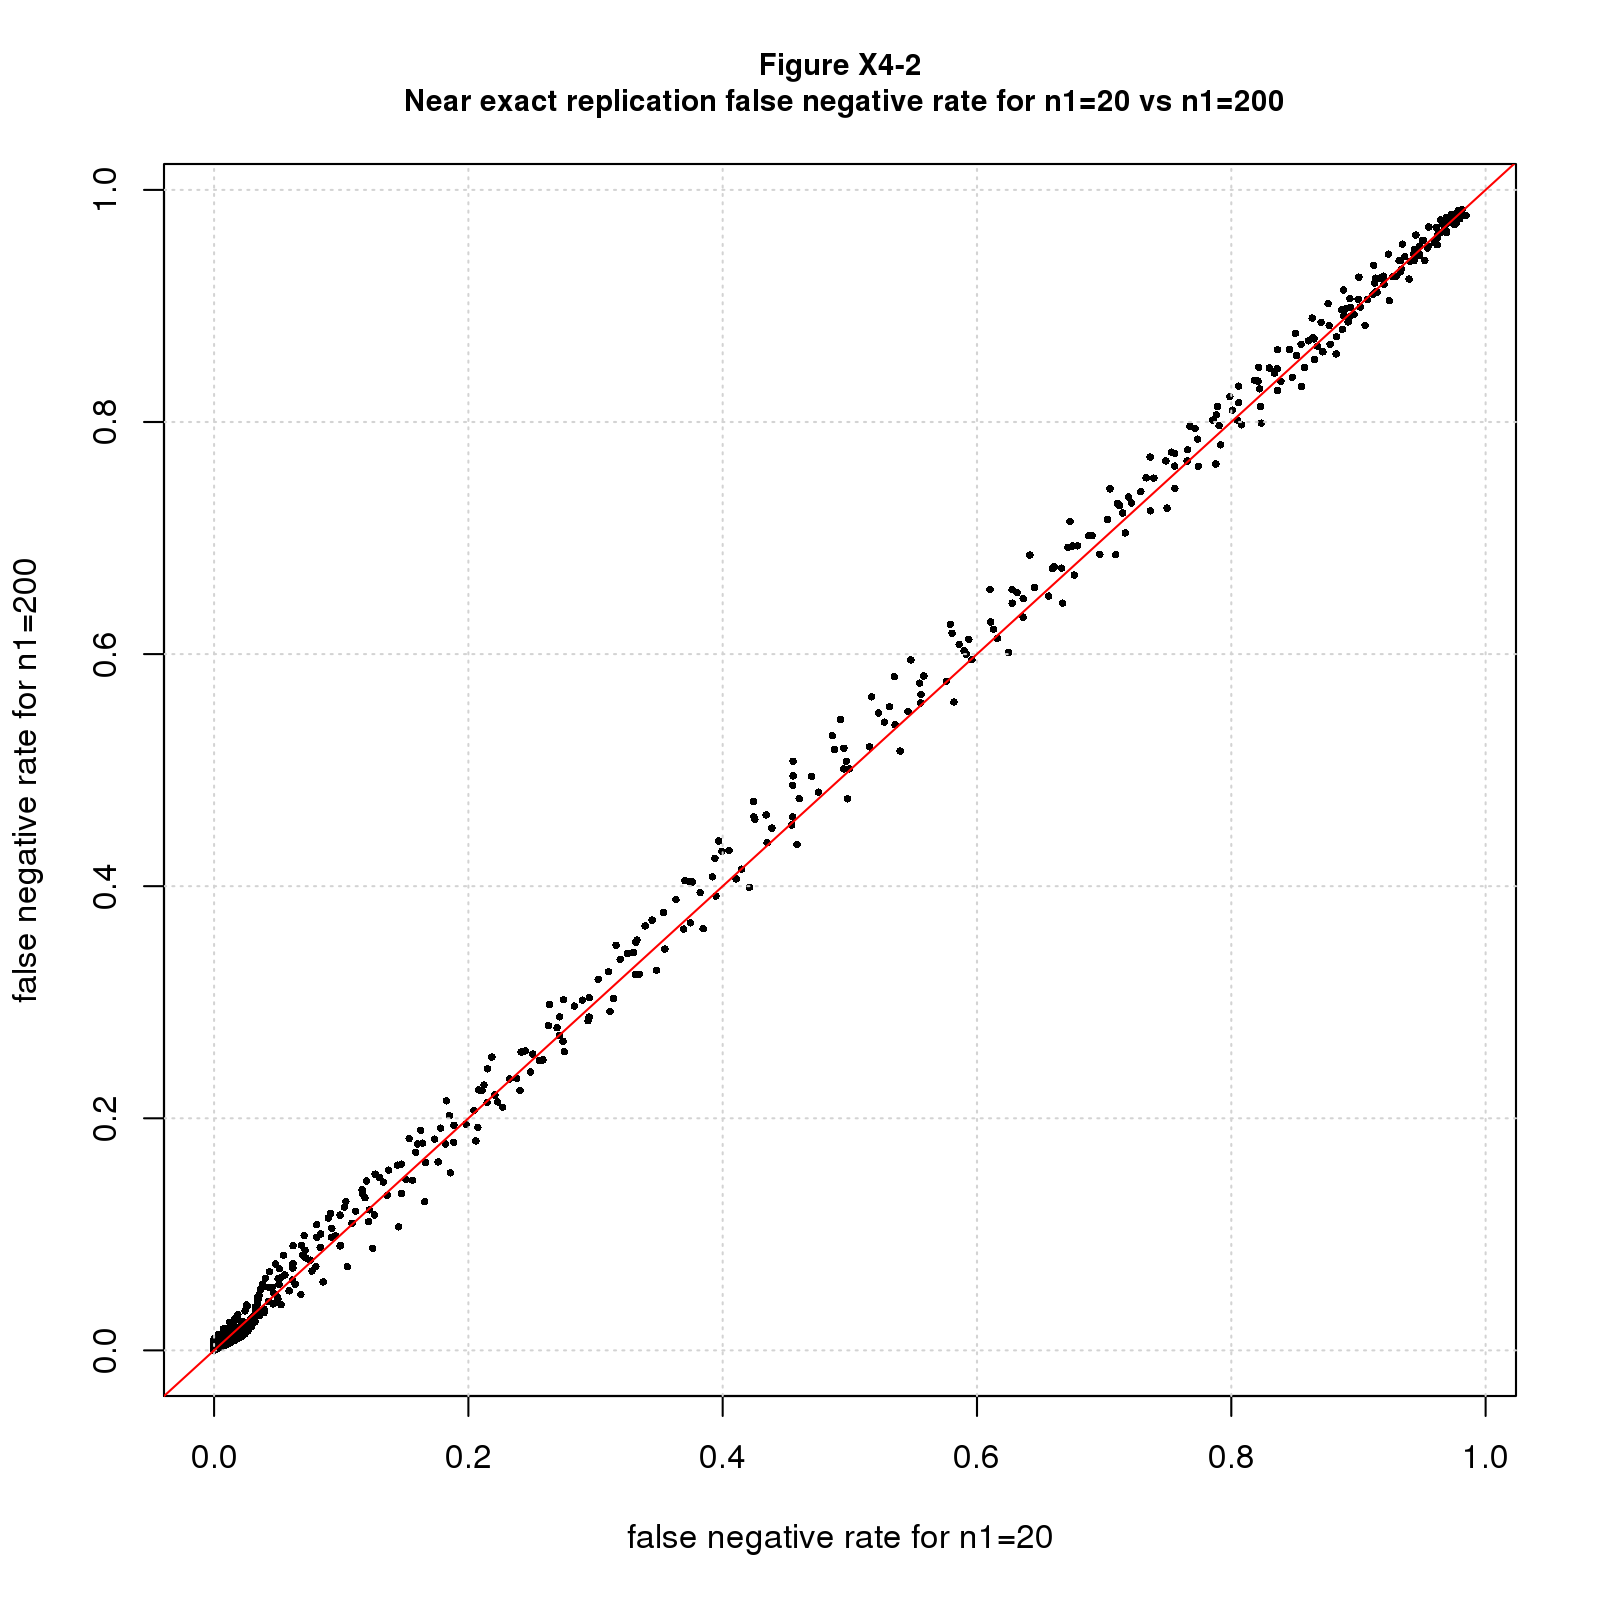 Figure X4-2
Near exact replication false negative rate for n1=20 vs n1=200
false negative rate for n1=200
1.0
0.8
0.6
0.4
0.2
0.0
0.0 0.2 0.4 0.6 0.8 1.0
false negative rate for n1=20